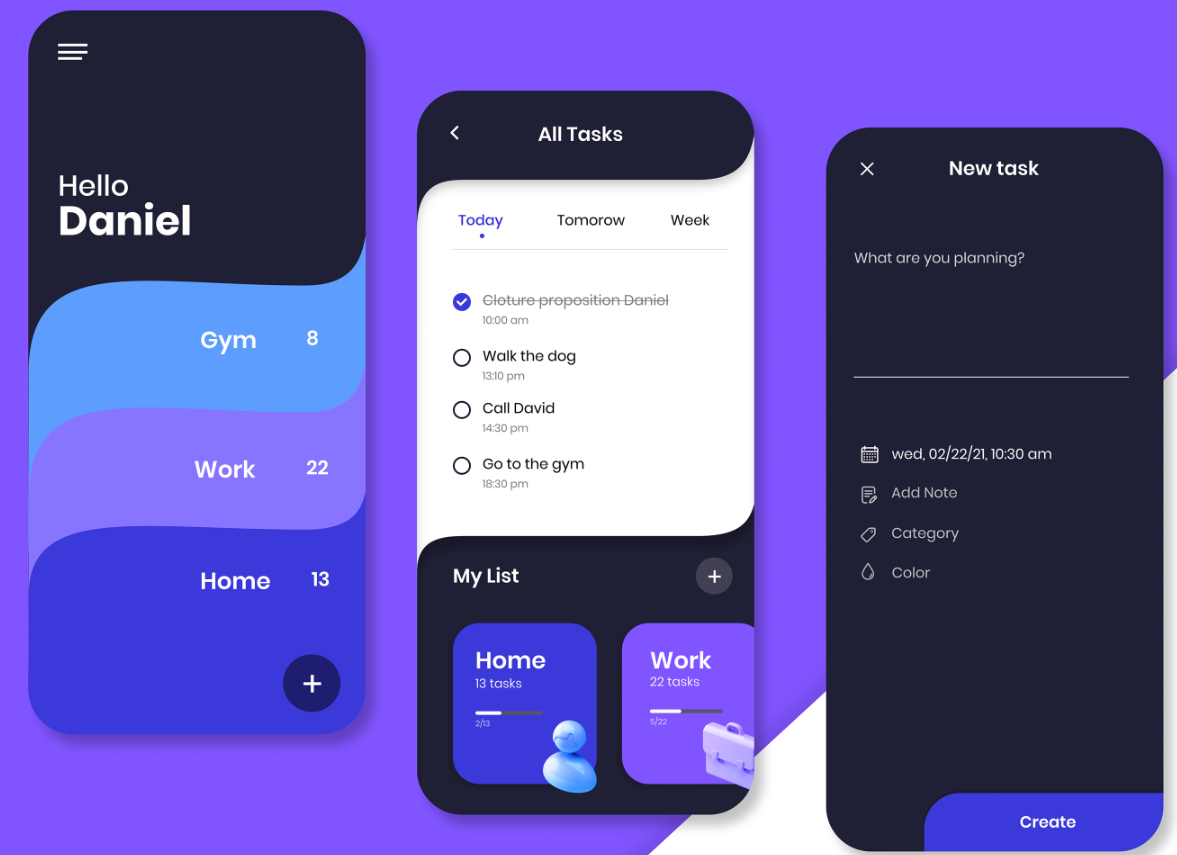 Hello
Daniel
Gym 8
Work 22
Home 13
All Tasks
Today Tomorow Week
Cloture proposition Daniel
10:00 am
Walk the dog
13:10 pm
Call David
14:30 pm
Go to the gym
18:30 pm
My List
Home
13 tasks
2/13
Work
22 tasks
5/22
New task
What are you planning?
wed, 02/22/21, 10:30 am
Add Note
Category
Color
Create